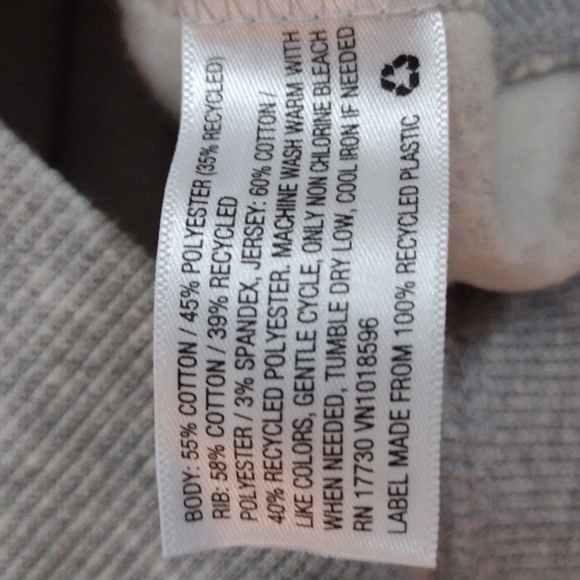 BODY: 55% COTTON / 45% POLYESTER (35% RECYCLED)
RIB: 58% COTTON / 39% RECYCLED
POLYESTER / 3% SPANDEX, JERSEY: 60% COTTON /
40% RECYCLED POLYESTER. MACHINE WASH WARM WITH
LIKE COLORS, GENTLE CYCLE, ONLY NON CHLORINE BLEACH
WHEN NEEDED, TUMBLE DRY LOW, COOL IRON IF NEEDED
RN 17730 VN1018596
LABEL MADE FROM 100% RECYCLED PLASTIC